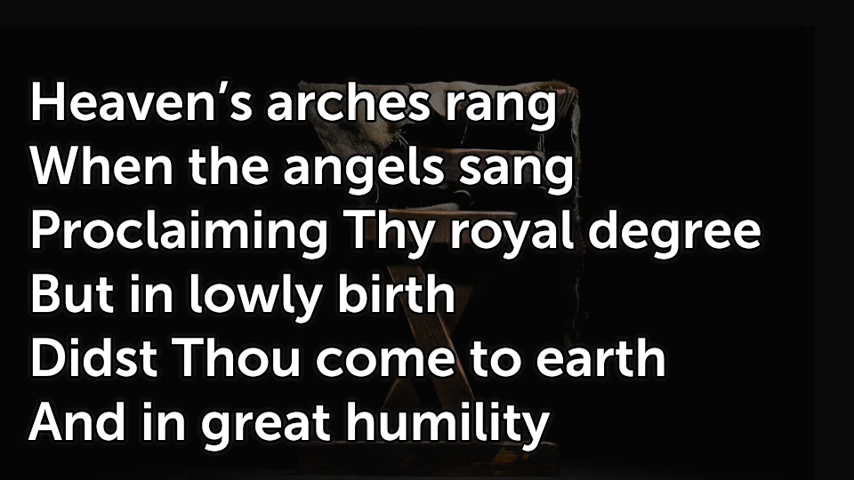 Heaven’s arches rang
When the angels sang
Proclaiming Thy royal degree
But in lowly birth
Didst Thou come to earth
And in great humility